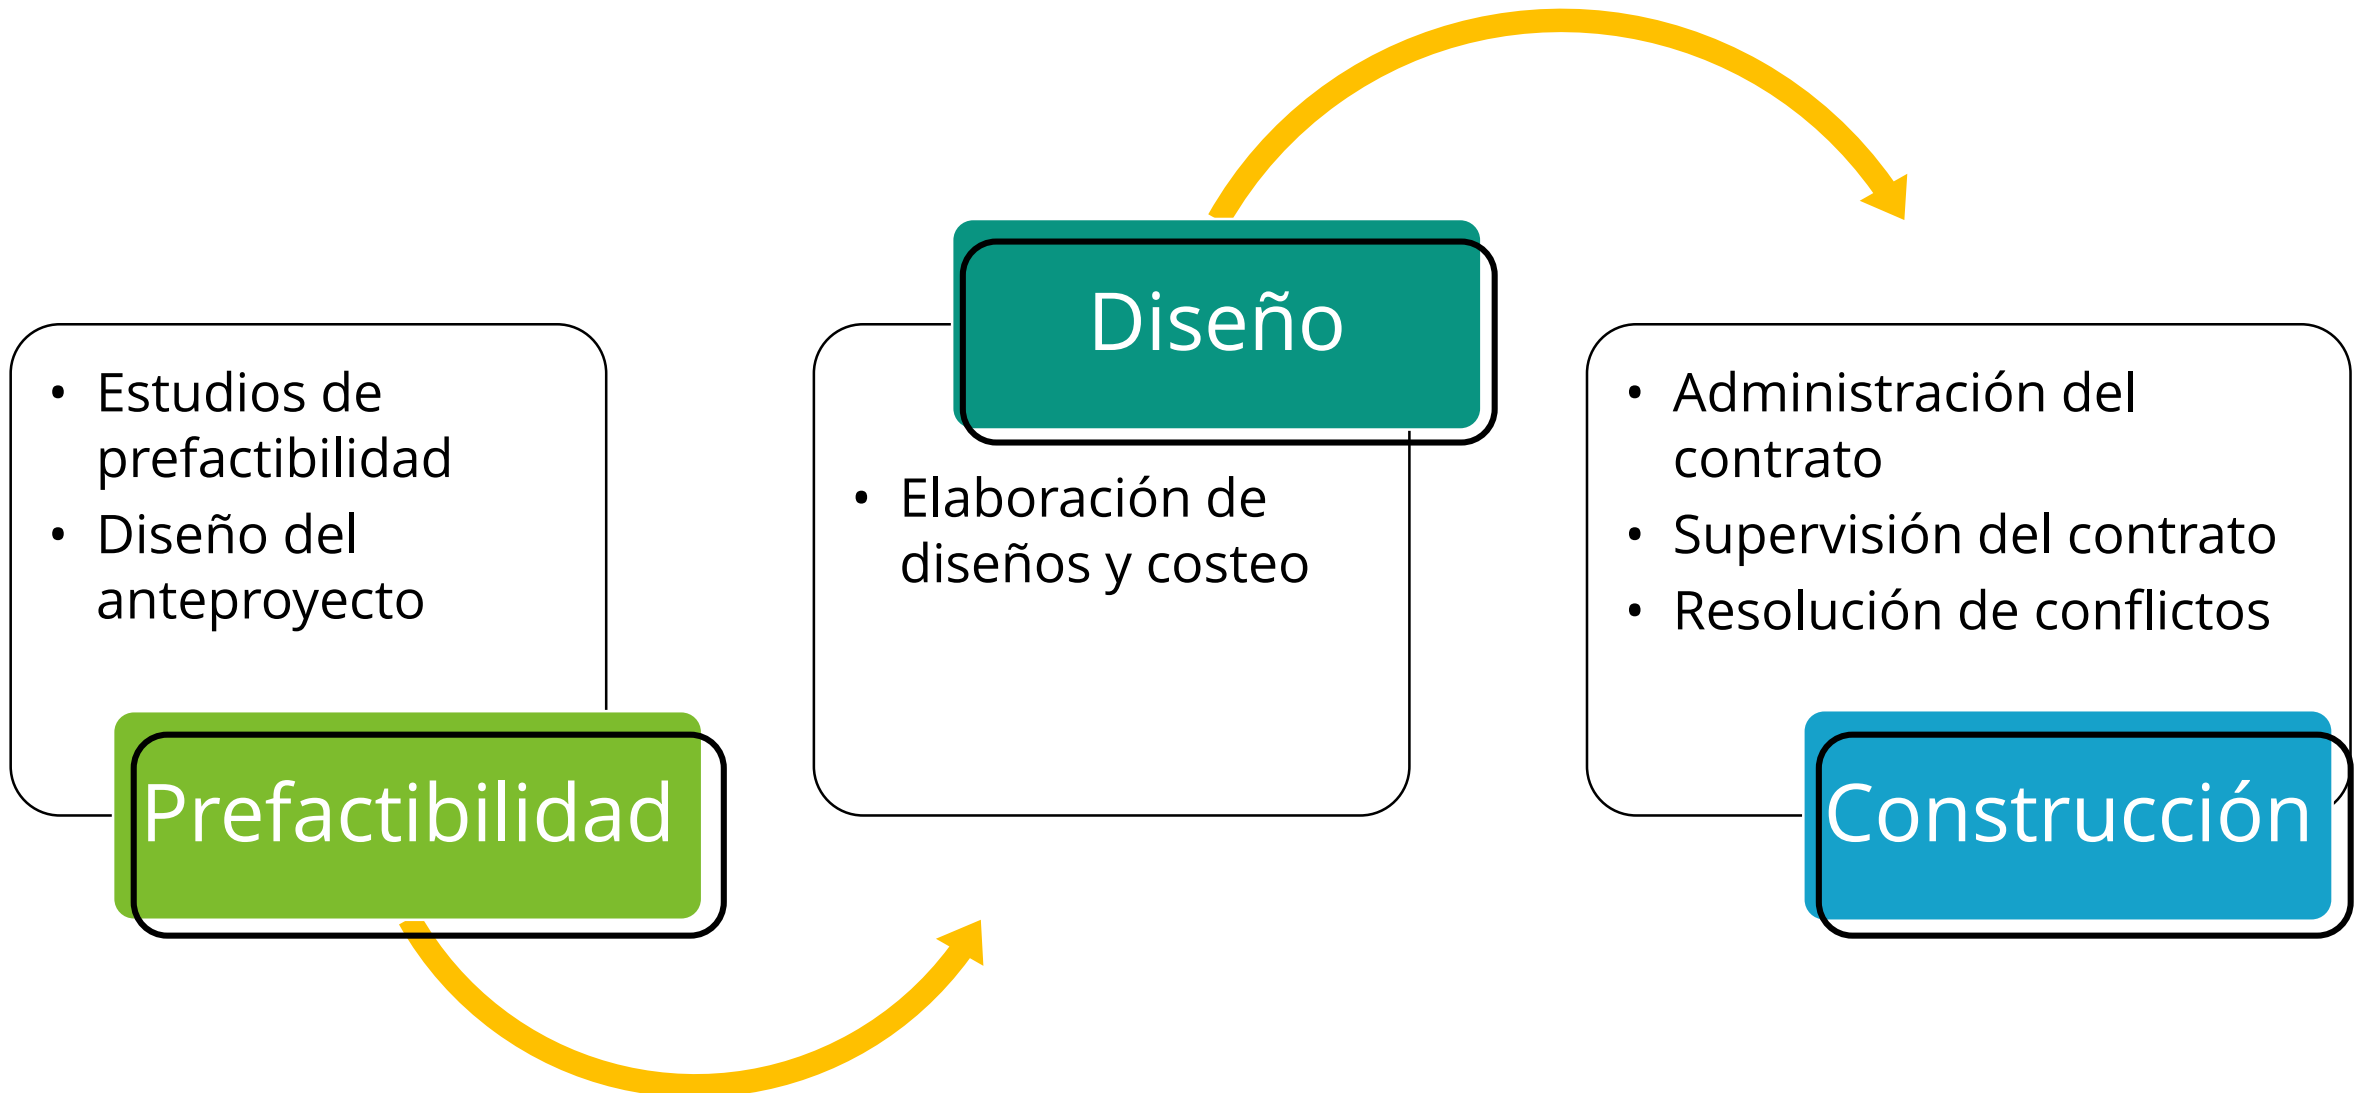 • Estudios de
prefactibilidad
• Diseño del
anteproyecto
Prefactibilidad
Diseño
• Elaboración de
diseños y costeo
• Administración del
contrato
• Supervisión del contrato
• Resolución de conflictos
Construcción